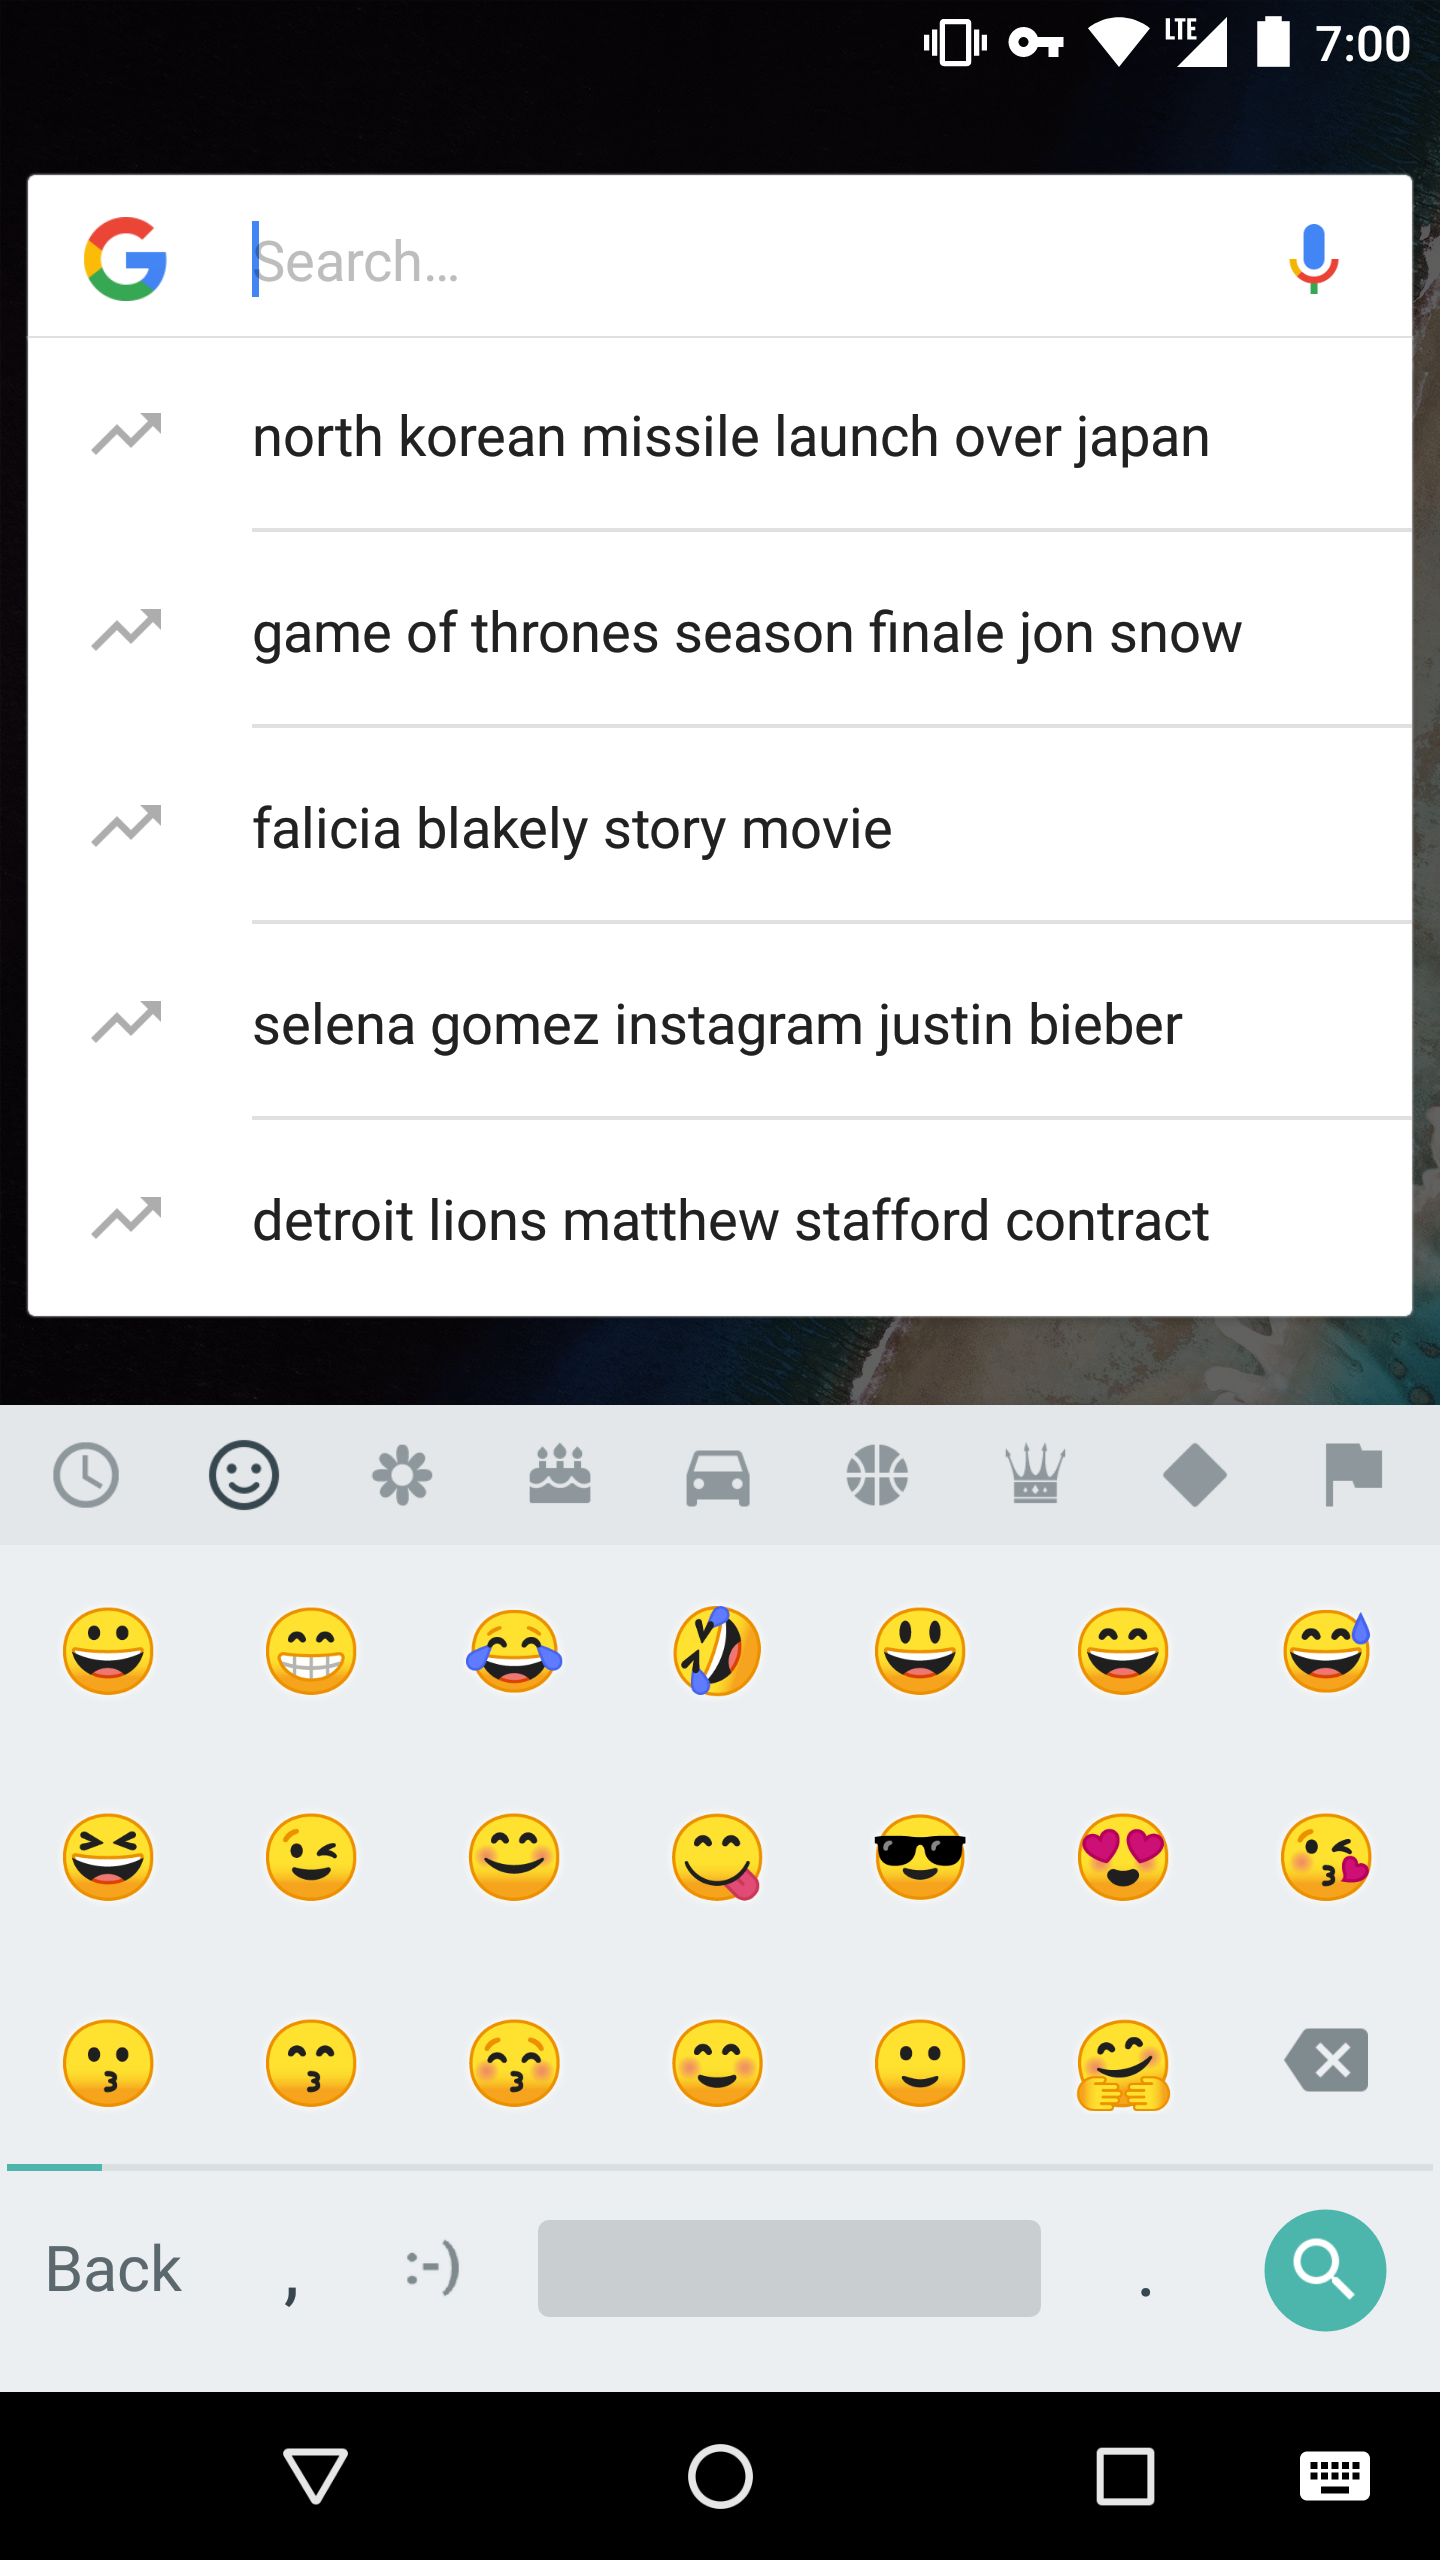 LTE 7:00
Search...
north korean missile launch over japan
game of thrones season finale jon snow
falicia blakely story movie
selena gomez instagram justin bieber
detroit lions matthew stafford contract
Back , :-) .